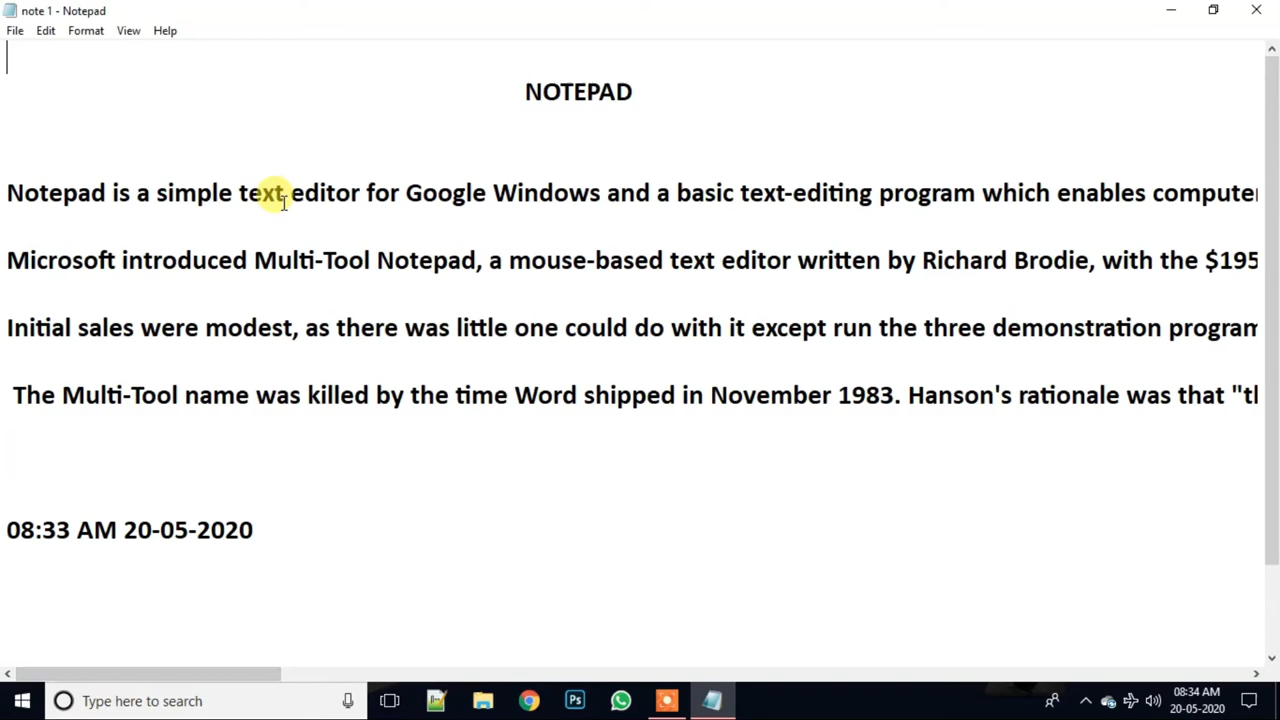 note 1 - Notepad
File Edit Format View Help
NOTEPAD
Notepad is a simple text editor for Google Windows and a basic text-editing program which enables computer
Microsoft introduced Multi-Tool Notepad, a mouse-based text editor written by Richard Brodie, with the $195
Initial sales were modest, as there was little one could do with it except run the three demonstration program
The Multi-Tool name was killed by the time Word shipped in November 1983. Hanson's rationale was that "th
08:33 AM 20-05-2020
Type here to search
Ps
08:34 AM
20-05-2020